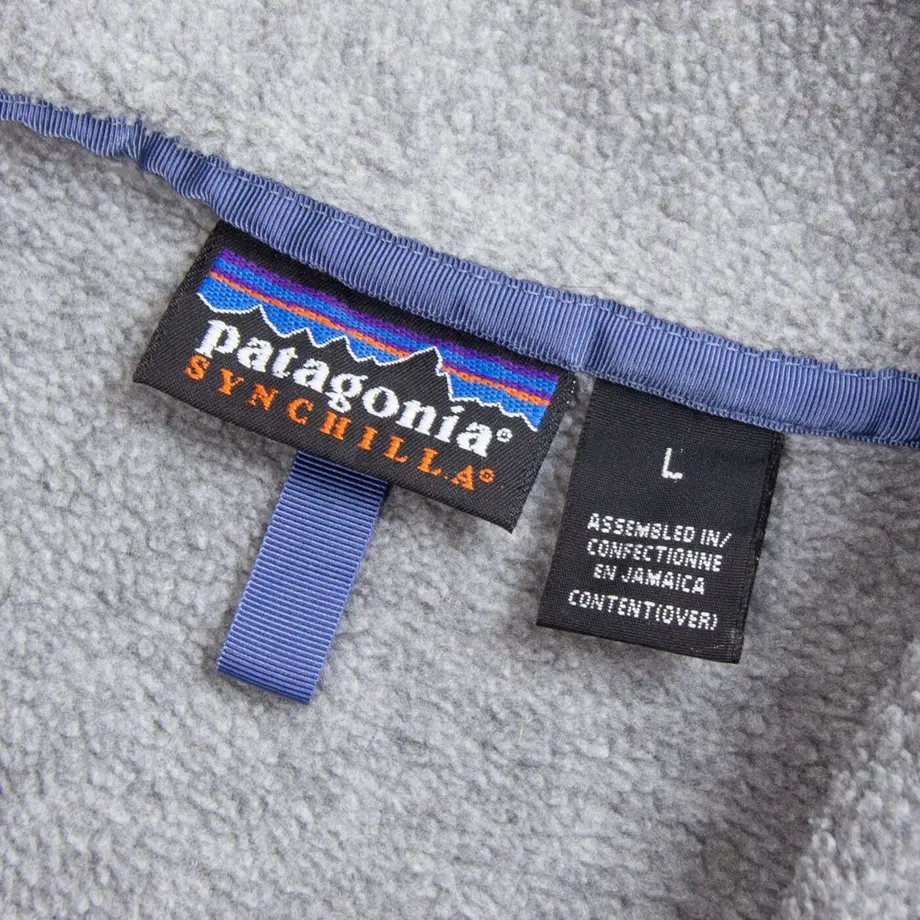 patagonia®
SYNCHILLA®
L
ASSEMBLED IN/
CONFECTIONNE
EN JAMAICA
CONTENT(OVER)